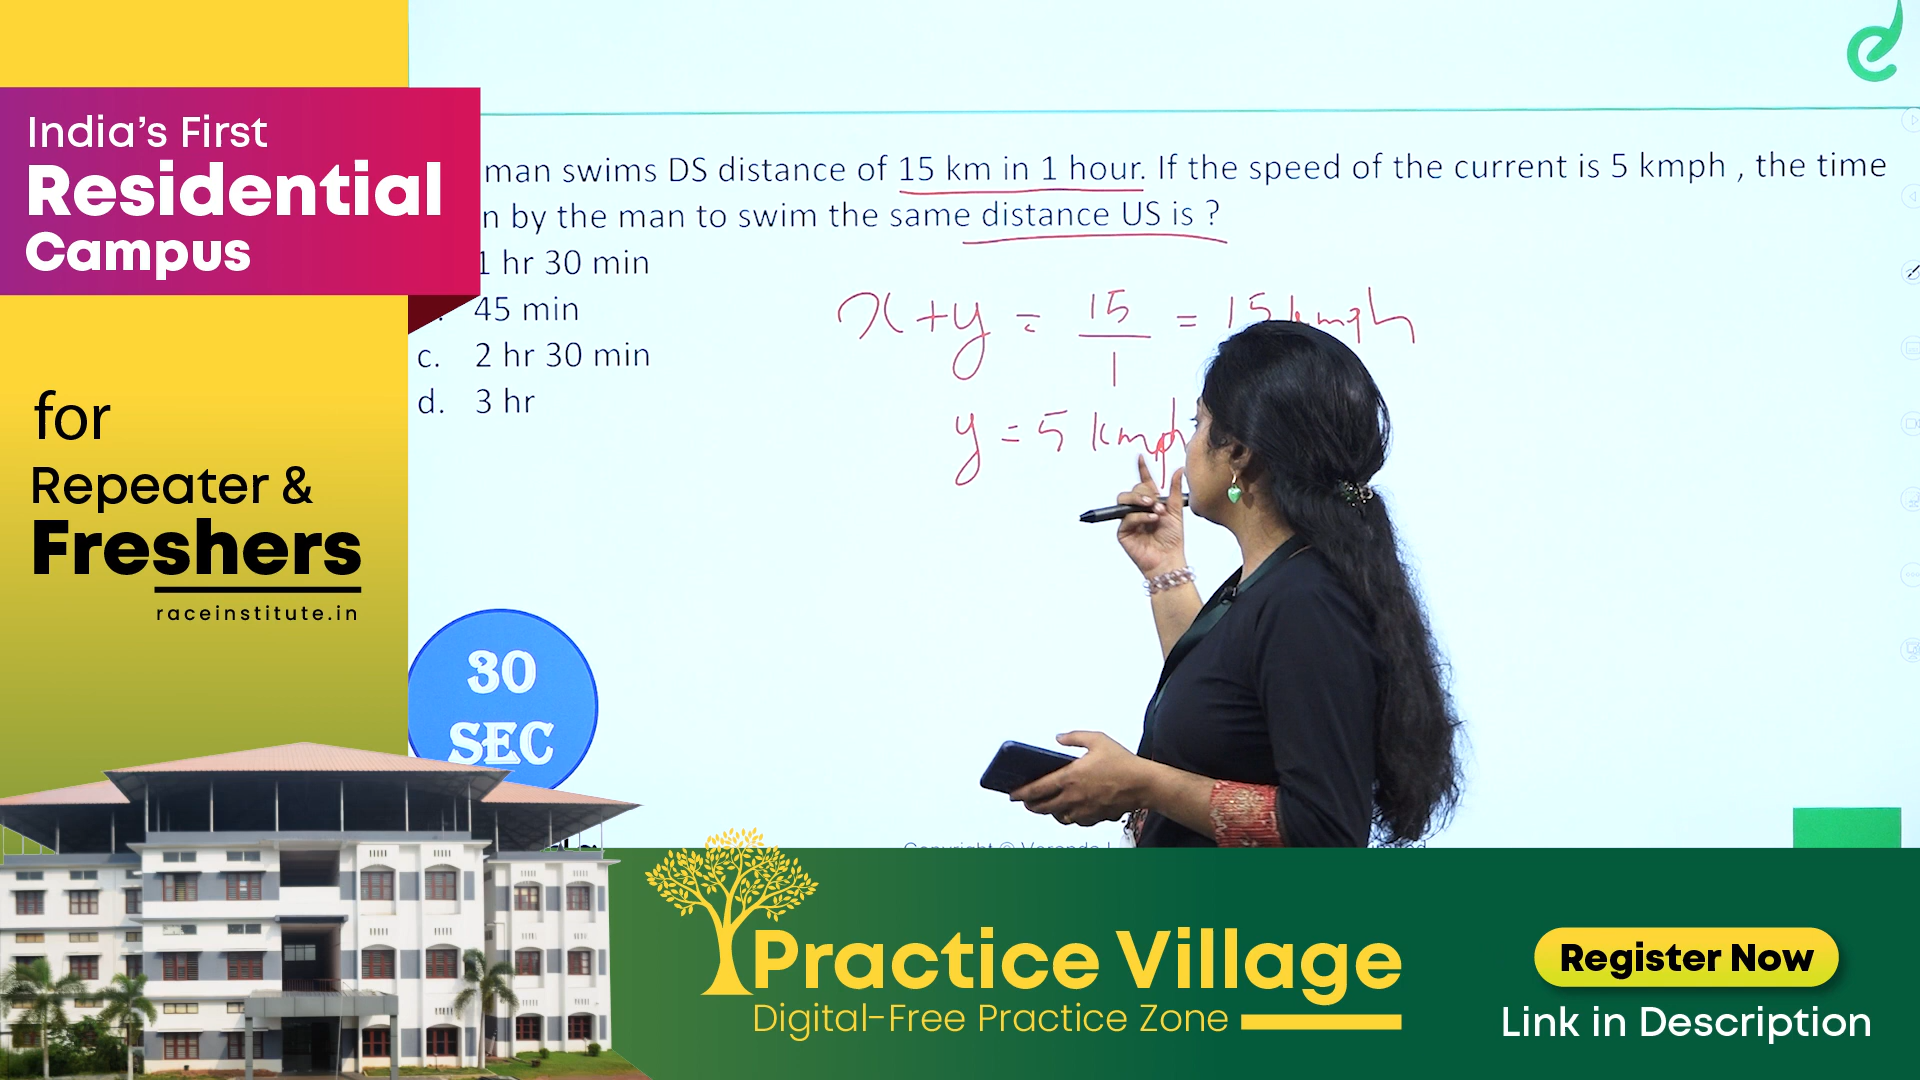 India's First
Residential
Campus
for
Repeater &
Freshers
raceinstitute.in
man swims DS distance of 15 km in 1 hour. If the speed of the current is 5 kmph , the time
n by the man to swim the same distance US is ?
1 hr 30 min
45 min
c. 2 hr 30 min
d. 3 hr
x + y = 15/1 = 15 kmph
y = 5 kmph
30
SEC
Practice Village
Digital-Free Practice Zone
Register Now
Link in Description